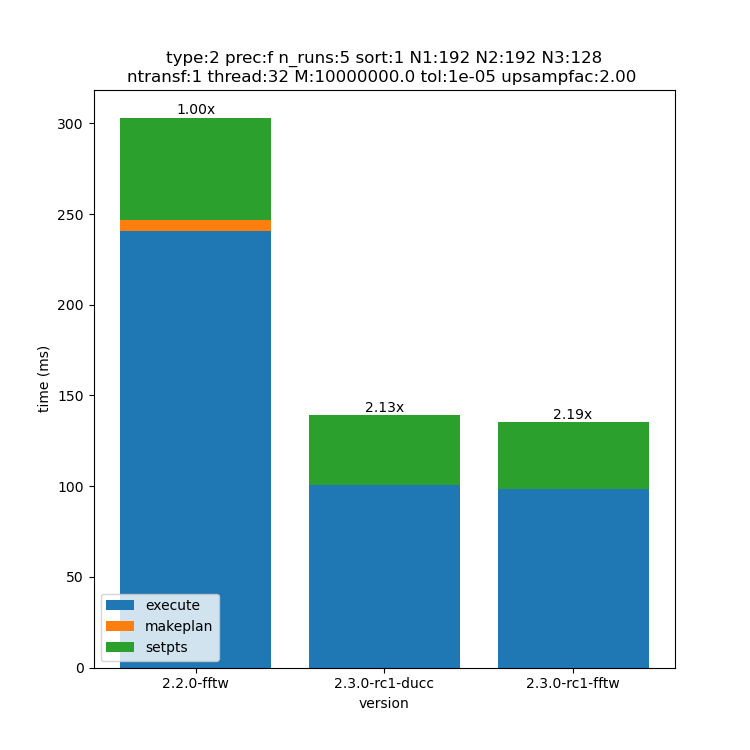 type:2 prec:f n_runs:5 sort:1 N1:192 N2:192 N3:128
ntransf:1 thread:32 M:10000000.0 tol:1e-05 upsampfac:2.00
1.00x
2.13x
2.19x
300
250
200
150
100
50
0
time (ms)
execute
makeplan
setpts
2.2.0-fftw
2.3.0-rc1-ducc
2.3.0-rc1-fftw
version